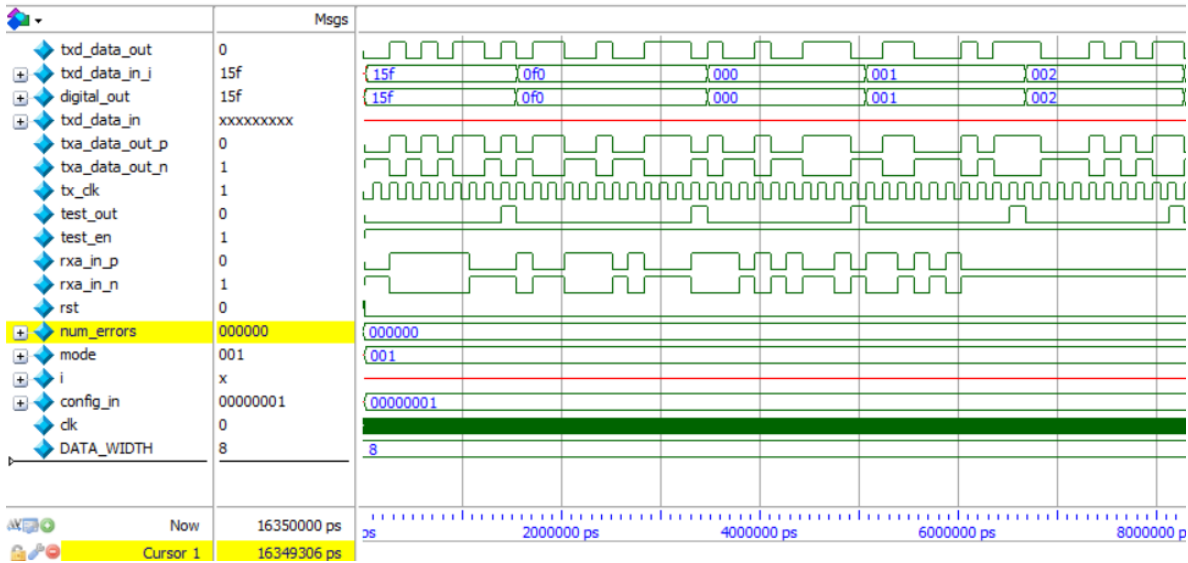 Msgs
txd_data_out 0
txd_data_in_i 15f 15f 0f0 000 001 002
digital_out 15f 15f 0f0 000 001 002
txd_data_in xxxxxxxxx
txa_data_out_p 0
txa_data_out_n 1
tx_clk 1
test_out 0
test_en 1
rxa_in_p 0
rxa_in_n 1
rst 0
num_errors 000000 000000
mode 001 001
i x
config_in 00000001 00000001
clk 0
DATA_WIDTH 8 8
Now 16350000 ps ps 2000000 ps 4000000 ps 6000000 ps 8000000 p
Cursor 1 16349306 ps